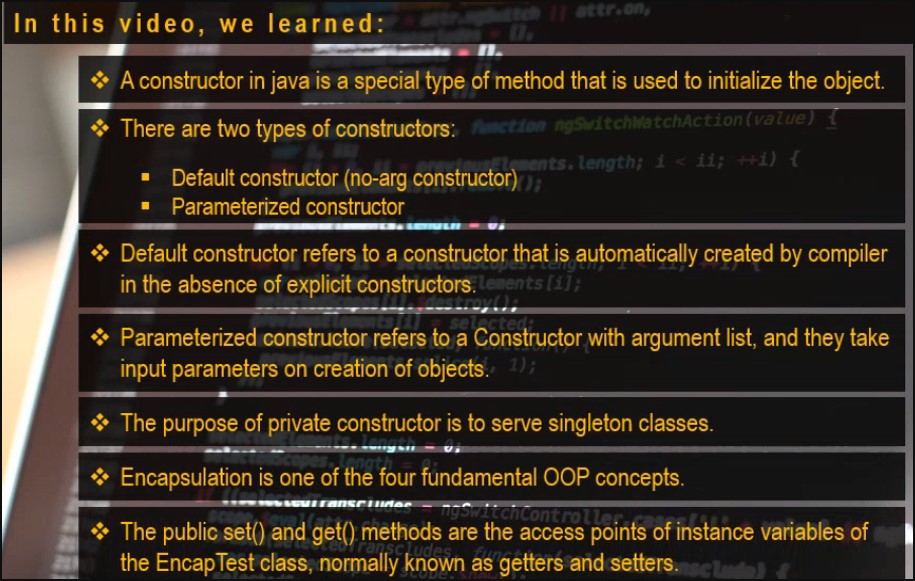 In this video, we learned:
❖ A constructor in java is a special type of method that is used to initialize the object.
❖ There are two types of constructors:
▪ Default constructor (no-arg constructor)
▪ Parameterized constructor
❖ Default constructor refers to a constructor that is automatically created by compiler
in the absence of explicit constructors.
❖ Parameterized constructor refers to a Constructor with argument list, and they take
input parameters on creation of objects.
❖ The purpose of private constructor is to serve singleton classes.
❖ Encapsulation is one of the four fundamental OOP concepts.
❖ The public set() and get() methods are the access points of instance variables of
the EncapTest class, normally known as getters and setters.